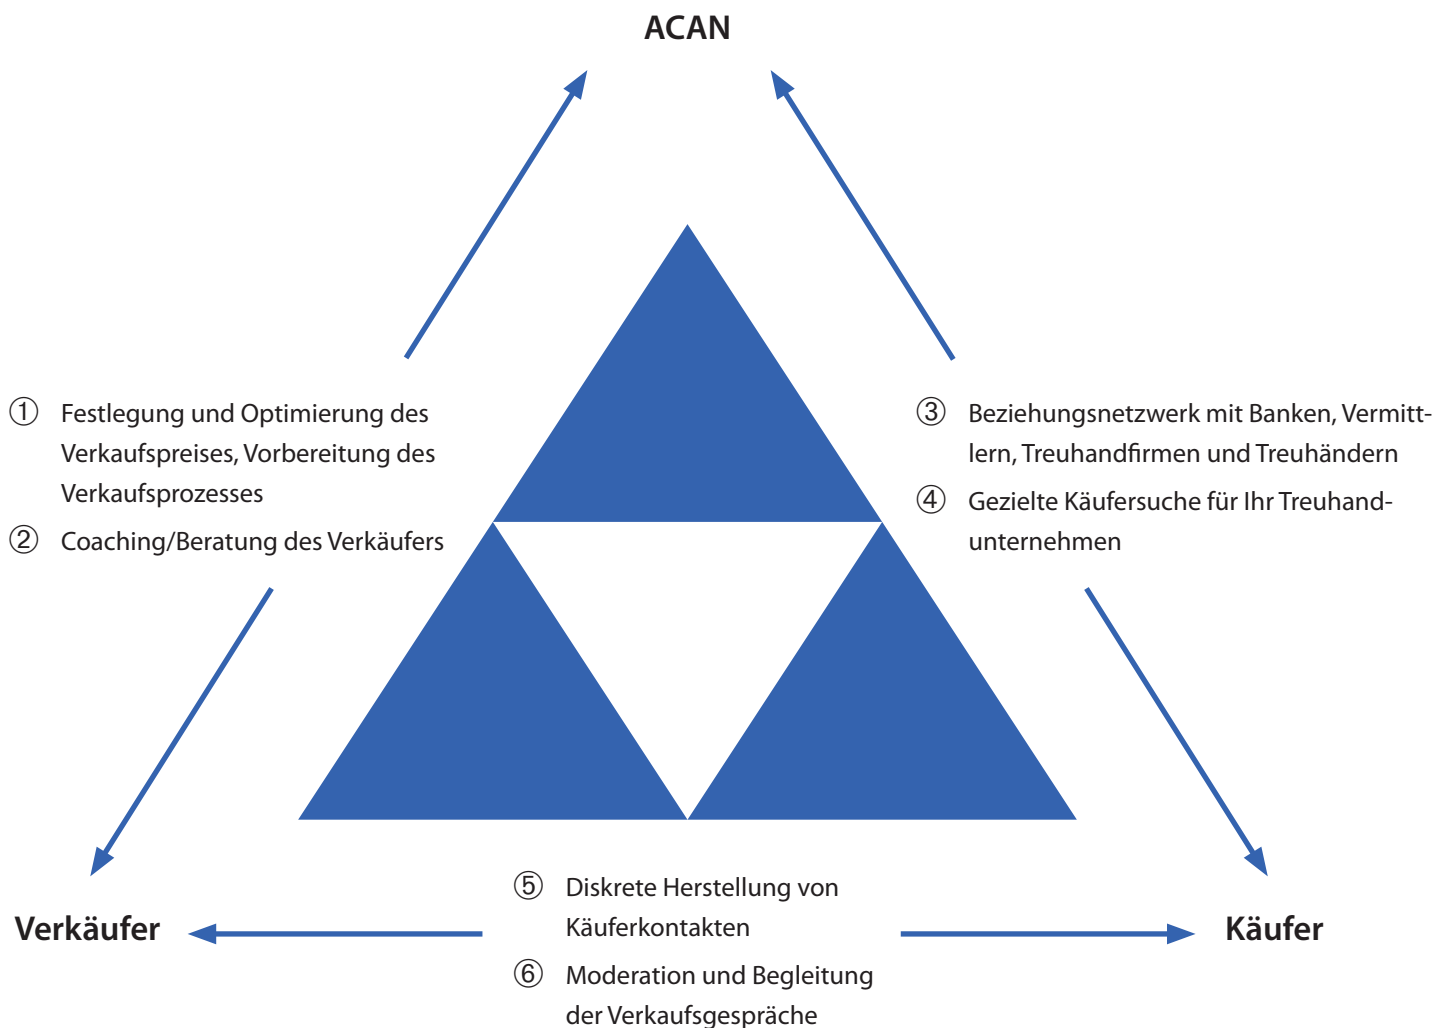 ACAN
① Festlegung und Optimierung des
Verkaufspreises, Vorbereitung des
Verkaufsprozesses
② Coaching/Beratung des Verkäufers
③ Beziehungsnetzwerk mit Banken, Vermitt-
lern, Treuhandfirmen und Treuhändern
④ Gezielte Käufersuche für Ihr Treuhand-
unternehmen
Verkäufer
⑤ Diskrete Herstellung von
Käuferkontakten
⑥ Moderation und Begleitung
der Verkaufsgespräche
Käufer